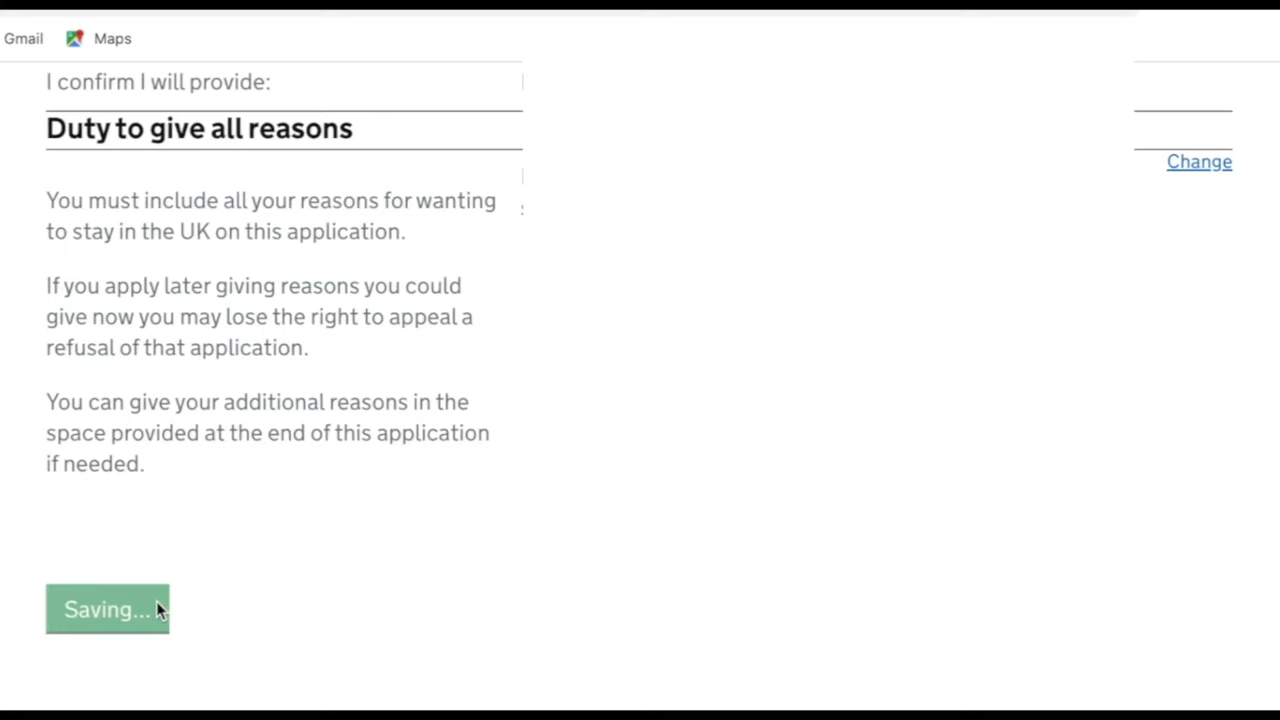 Gmail Maps
I confirm I will provide:
Duty to give all reasons
Change
You must include all your reasons for wanting
to stay in the UK on this application.
If you apply later giving reasons you could
give now you may lose the right to appeal a
refusal of that application.
You can give your additional reasons in the
space provided at the end of this application
if needed.
Saving...